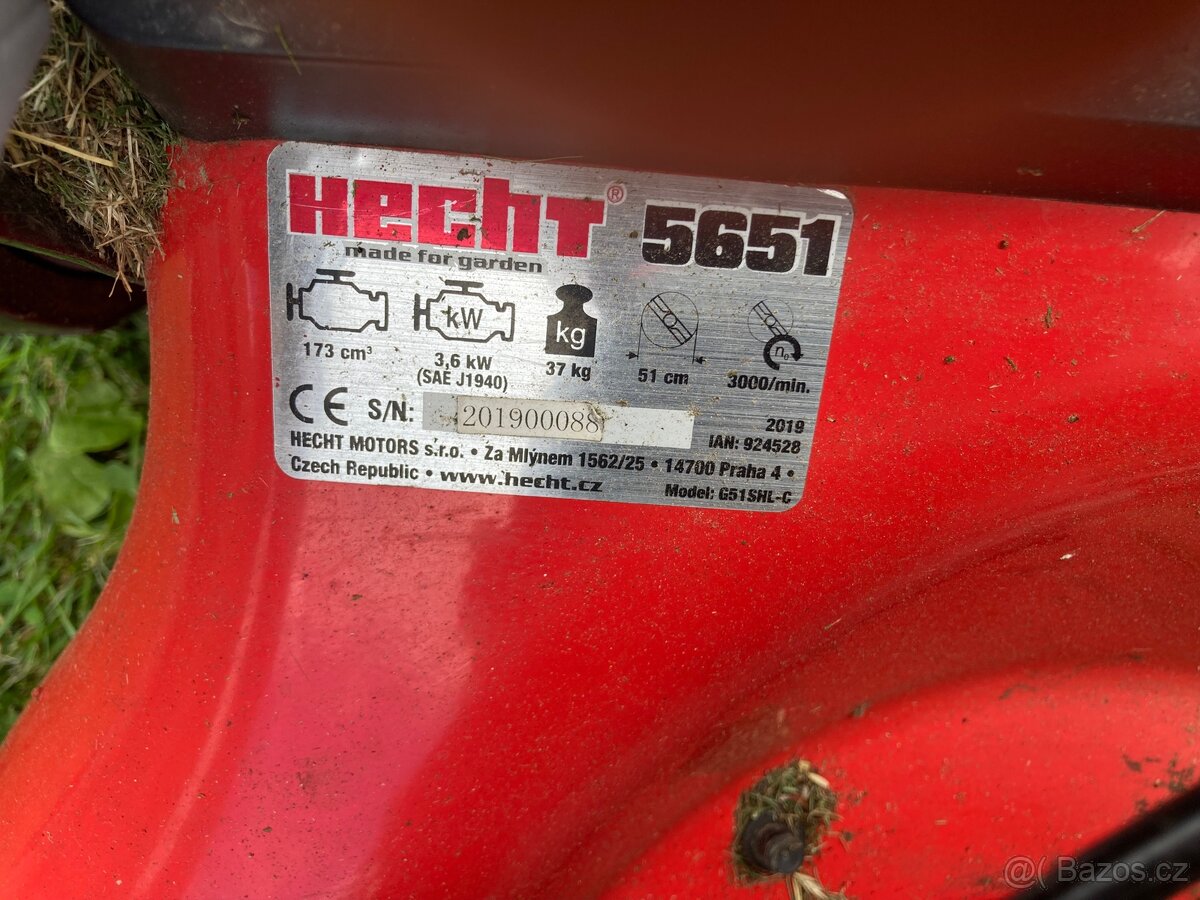 Hecht® 5651
made for garden
kW
kg
n₀
173 cm³
3,6 kW
(SAE J1940)
37 kg
51 cm
3000/min.
CE S/N: 201900088
2019
IAN: 924528
HECHT MOTORS s.r.o. • Za Mlýnem 1562/25 • 14700 Praha 4 •
Czech Republic • www.hecht.cz
Model: G51SHL-C
@( Bazos.cz